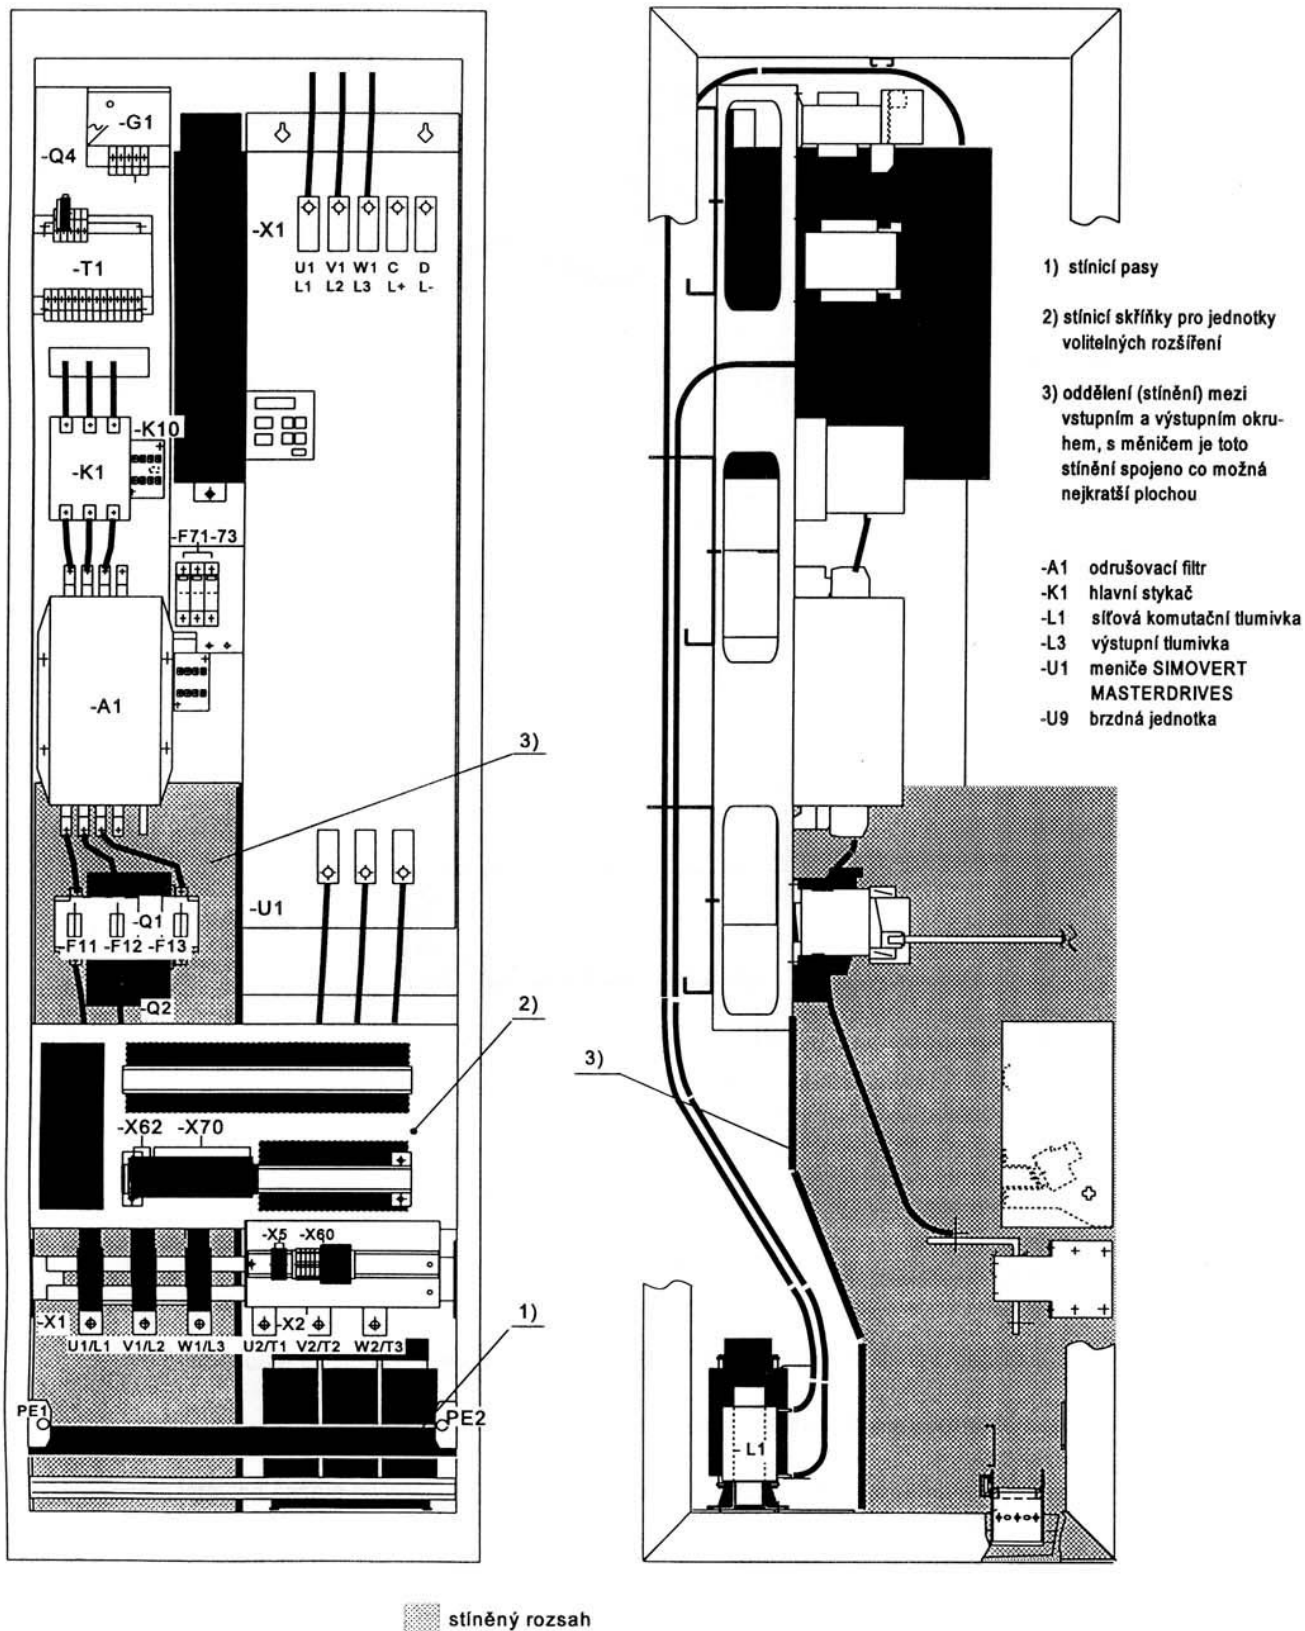 -G1
-Q4
-X1
U1 V1 W1 C D
L1 L2 L3 L+ L-
-T1
-K10
-K1
-F71-73
-A1
3)
-U1
-Q1
-F11 -F12 -F13
-Q2
2)
-X62 -X70
-X5 -X60
-X1
-X2
1)
U1/L1 V1/L2 W1/L3 U2/T1 V2/T2 W2/T3
PE1
PE2
3)
L1
1) stínicí pasy
2) stínicí skříňky pro jednotky
volitelných rozšíření
3) oddělení (stínění) mezi
vstupním a výstupním okru-
hem, s měničem je toto
stínění spojeno co možná
nejkratší plochou
-A1 odrušovací filtr
-K1 hlavní stykač
-L1 síťová komutační tlumivka
-L3 výstupní tlumivka
-U1 meniče SIMOVERT
MASTERDRIVES
-U9 brzdná jednotka
stíněný rozsah